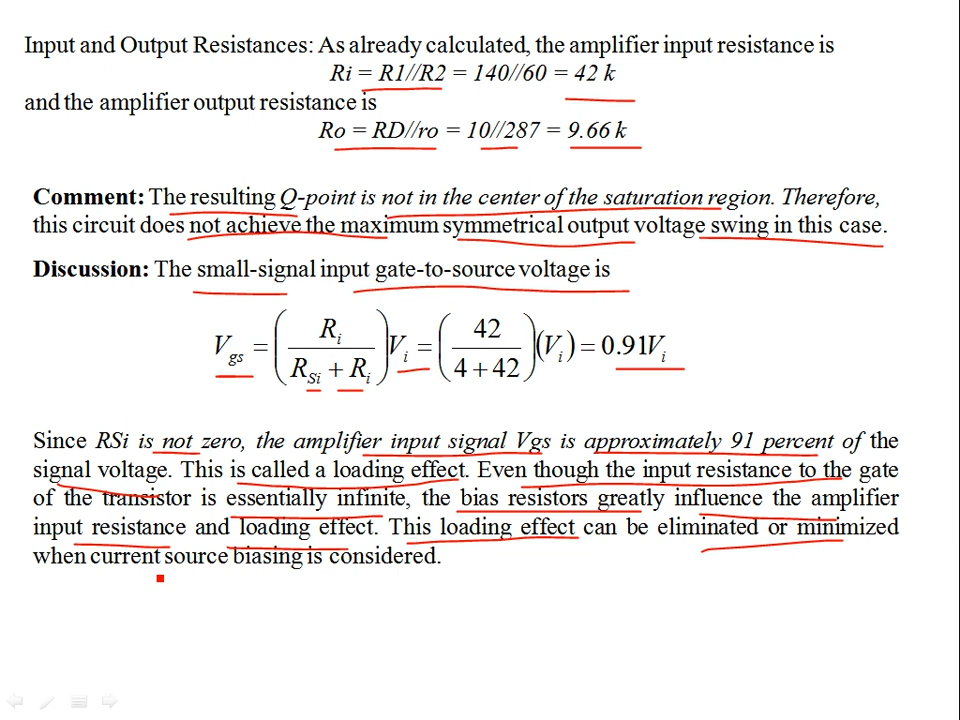 Input and Output Resistances: As already calculated, the amplifier input resistance is
Ri = R1//R2 = 140//60 = 42 k
and the amplifier output resistance is
Ro = RD//ro = 10//287 = 9.66 k
Comment: The resulting Q-point is not in the center of the saturation region. Therefore,
this circuit does not achieve the maximum symmetrical output voltage swing in this case.
Discussion: The small-signal input gate-to-source voltage is
V_gs = (R_i / (R_Si + R_i)) V_i = (42 / (4 + 42)) (V_i) = 0.91V_i
Since RSi is not zero, the amplifier input signal Vgs is approximately 91 percent of the
signal voltage. This is called a loading effect. Even though the input resistance to the gate
of the transistor is essentially infinite, the bias resistors greatly influence the amplifier
input resistance and loading effect. This loading effect can be eliminated or minimized
when current source biasing is considered.